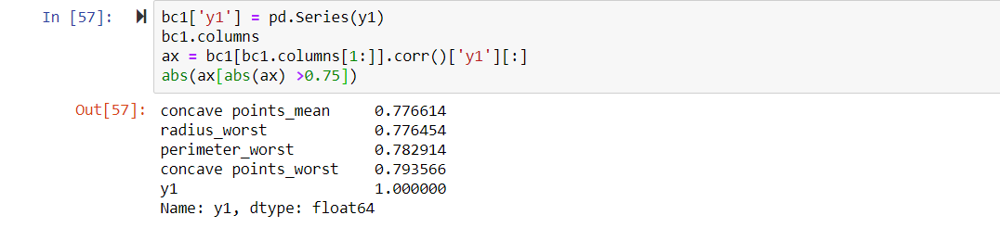 In [57]: bc1['y1'] = pd.Series(y1)
bc1.columns
ax = bc1[bc1.columns[1:]].corr()['y1'][:]
abs(ax[abs(ax) >0.75])
Out[57]: concave points_mean 0.776614
radius_worst 0.776454
perimeter_worst 0.782914
concave points_worst 0.793566
y1 1.000000
Name: y1, dtype: float64